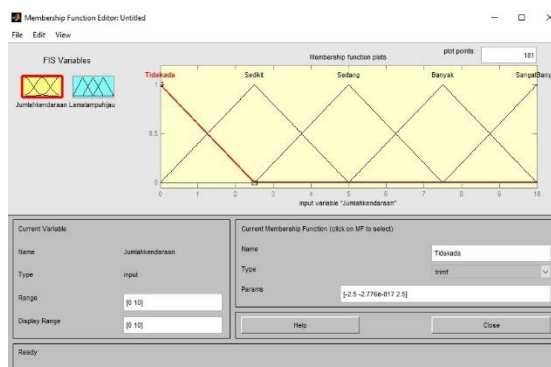 Membership Function Editor: Untitled
File Edit View
FIS Variables
Jumlahkendaraan Lamalampuhijau
Membership function plots
plot points: 181
Tidakada Sedikit Sedang Banyak SangatBany
1
0.5
0
0 1 2 3 4 5 6 7 8 9 10
input variable "Jumlahkendaraan"
Current Variable
Name Jumlahkendaraan
Type input
Range [0 10]
Display Range [0 10]
Current Membership Function (click on MF to select)
Name Tidakada
Type trimf
Params [-2.5 -2.776e-017 2.5]
Help Close
Ready